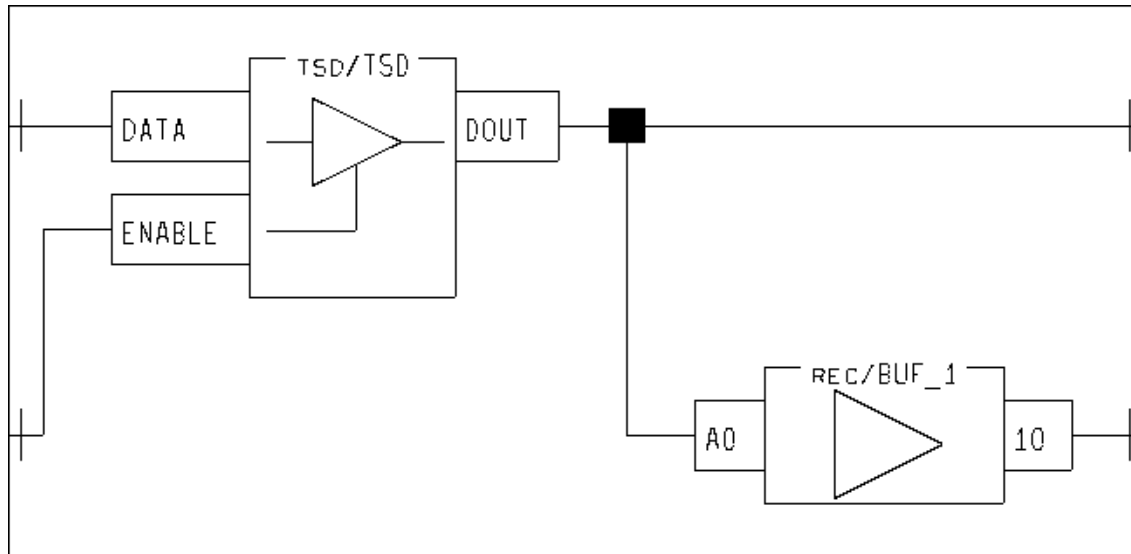 TSD/TSD
DATA
DOUT
ENABLE
REC/BUF_1
A0
10